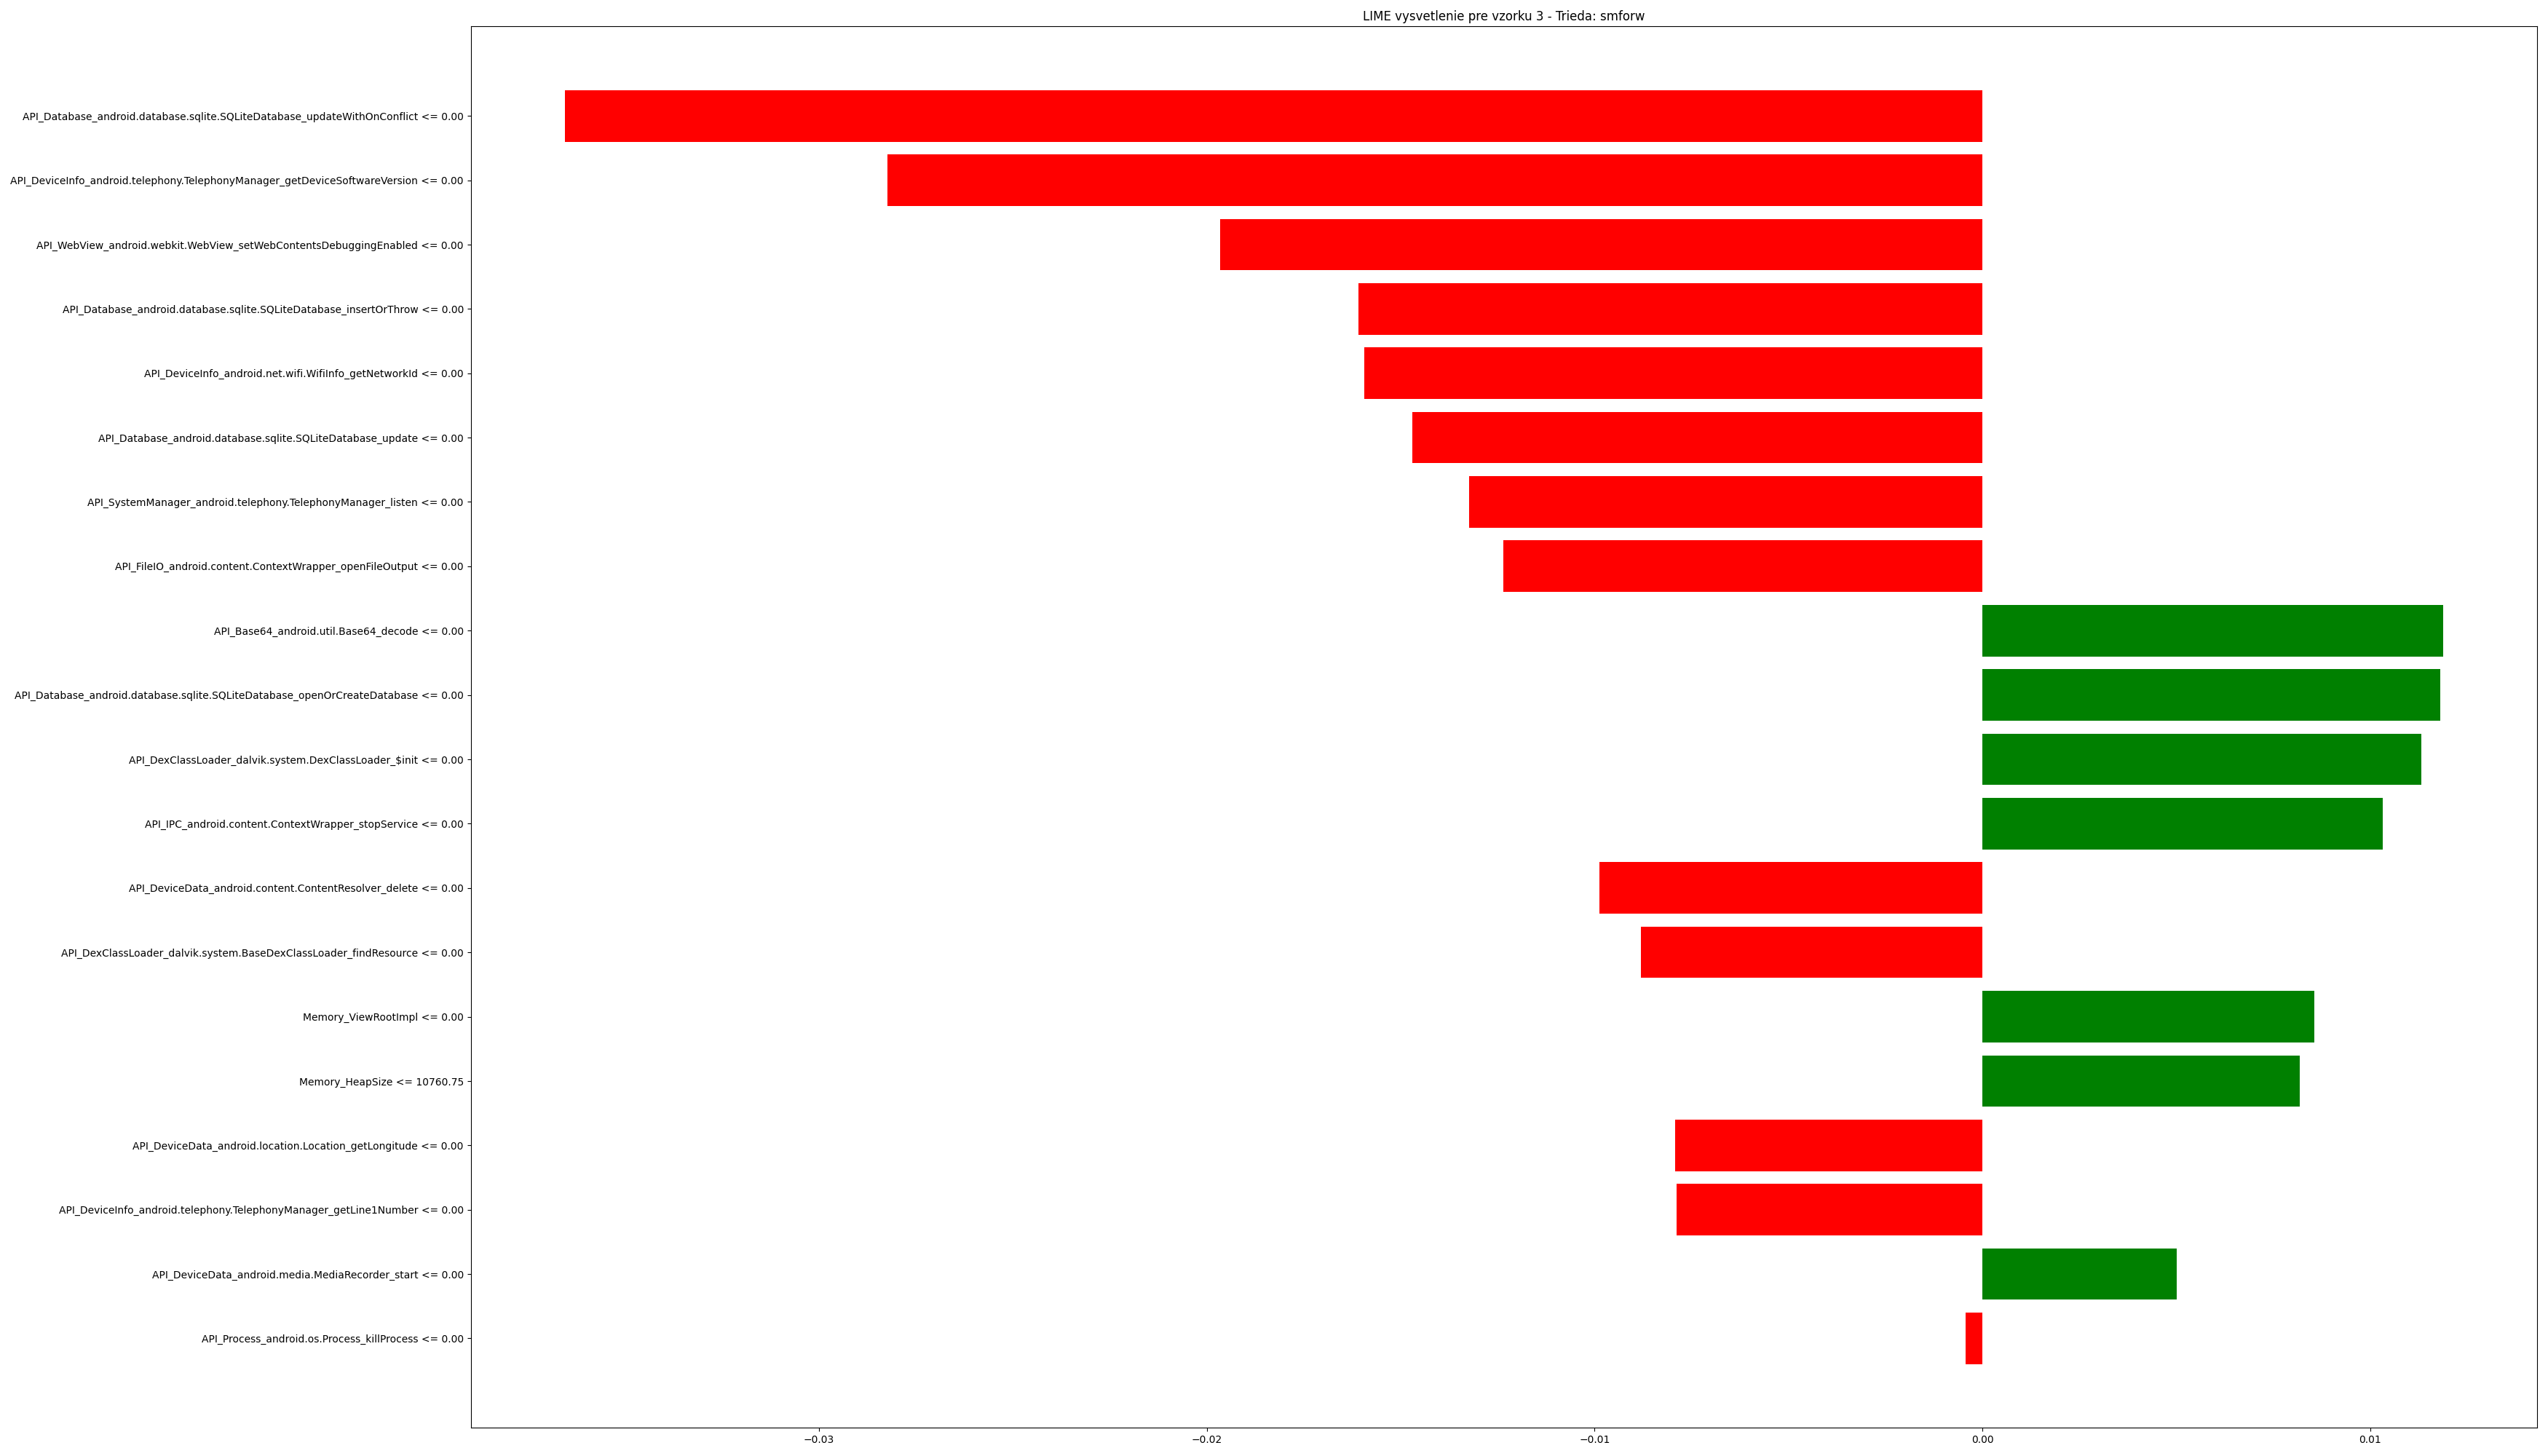 LIME vysvetlenie pre vzorku 3 - Trieda: smforw
API_Database_android.database.sqlite.SQLiteDatabase_updateWithOnConflict <= 0.00
API_DeviceInfo_android.telephony.TelephonyManager_getDeviceSoftwareVersion <= 0.00
API_WebView_android.webkit.WebView_setWebContentsDebuggingEnabled <= 0.00
API_Database_android.database.sqlite.SQLiteDatabase_insertOrThrow <= 0.00
API_DeviceInfo_android.net.wifi.WifiInfo_getNetworkId <= 0.00
API_Database_android.database.sqlite.SQLiteDatabase_update <= 0.00
API_SystemManager_android.telephony.TelephonyManager_listen <= 0.00
API_FileIO_android.content.ContextWrapper_openFileOutput <= 0.00
API_Base64_android.util.Base64_decode <= 0.00
API_Database_android.database.sqlite.SQLiteDatabase_openOrCreateDatabase <= 0.00
API_DexClassLoader_dalvik.system.DexClassLoader_$init <= 0.00
API_IPC_android.content.ContextWrapper_stopService <= 0.00
API_DeviceData_android.content.ContentResolver_delete <= 0.00
API_DexClassLoader_dalvik.system.BaseDexClassLoader_findResource <= 0.00
Memory_ViewRootImpl <= 0.00
Memory_HeapSize <= 10760.75
API_DeviceData_android.location.Location_getLongitude <= 0.00
API_DeviceInfo_android.telephony.TelephonyManager_getLine1Number <= 0.00
API_DeviceData_android.media.MediaRecorder_start <= 0.00
API_Process_android.os.Process_killProcess <= 0.00
−0.03 −0.02 −0.01 0.00 0.01